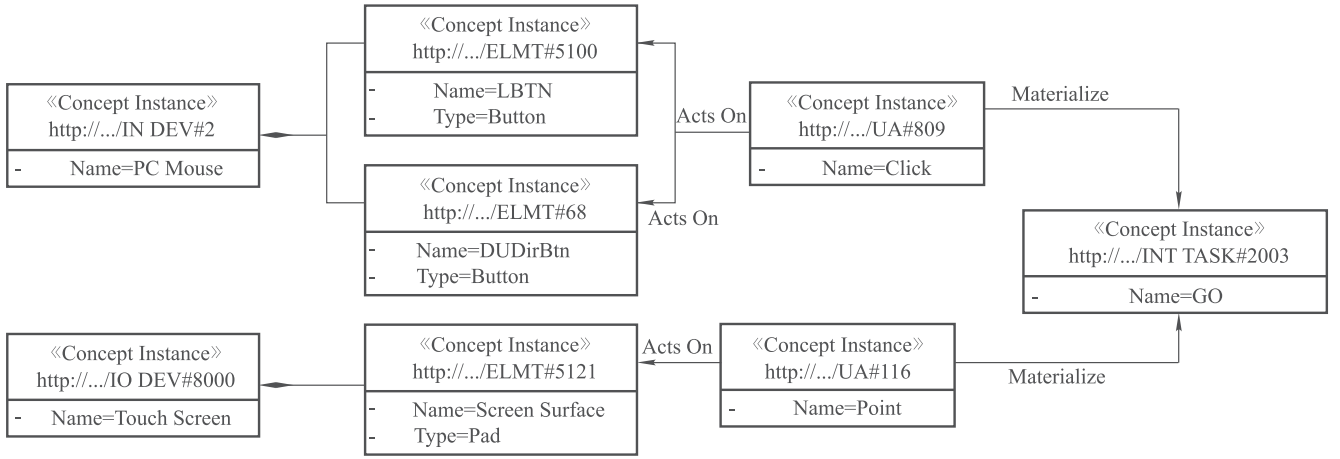 《Concept Instance》
http://.../IN DEV#2
- Name=PC Mouse
《Concept Instance》
http://.../ELMT#5100
- Name=LBTN
- Type=Button
《Concept Instance》
http://.../ELMT#68
- Name=DUDirBtn
- Type=Button
Acts On
Acts On
《Concept Instance》
http://.../UA#809
- Name=Click
Materialize
《Concept Instance》
http://.../INT TASK#2003
- Name=GO
《Concept Instance》
http://.../IO DEV#8000
- Name=Touch Screen
《Concept Instance》
http://.../ELMT#5121
- Name=Screen Surface
- Type=Pad
Acts On
《Concept Instance》
http://.../UA#116
- Name=Point
Materialize